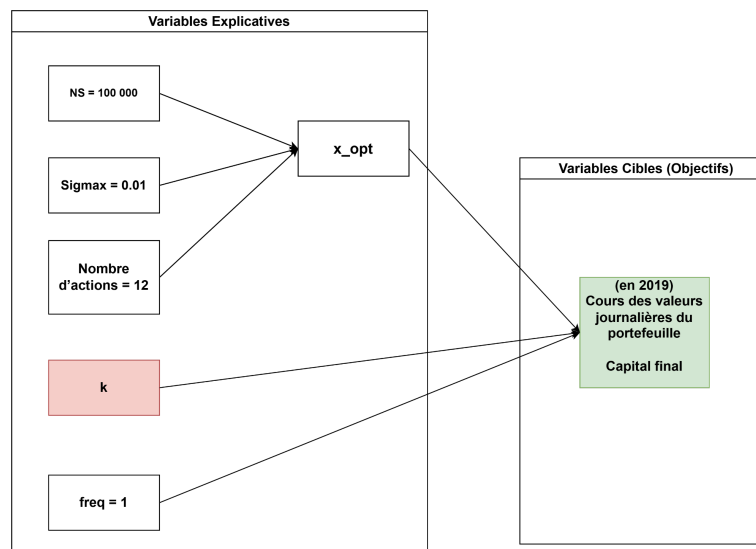 Variables Explicatives
NS = 100 000
x_opt
Sigmax = 0.01
Nombre
d'actions = 12
k
freq = 1
Variables Cibles (Objectifs)
(en 2019)
Cours des valeurs
journalières du
portefeuille
Capital final